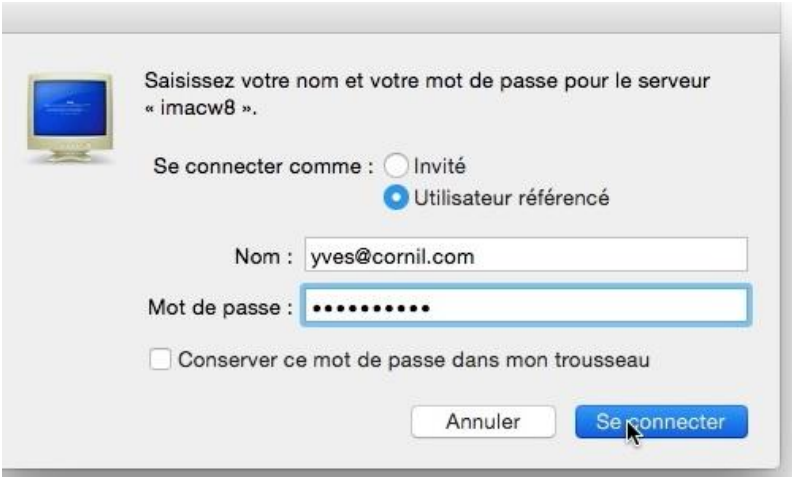 Saisissez votre nom et votre mot de passe pour le serveur
« imacw8 ».
Se connecter comme : Invité
Utilisateur référencé
Nom : yves@cornil.com
Mot de passe : ••••••••••
Conserver ce mot de passe dans mon trousseau
Annuler Se connecter